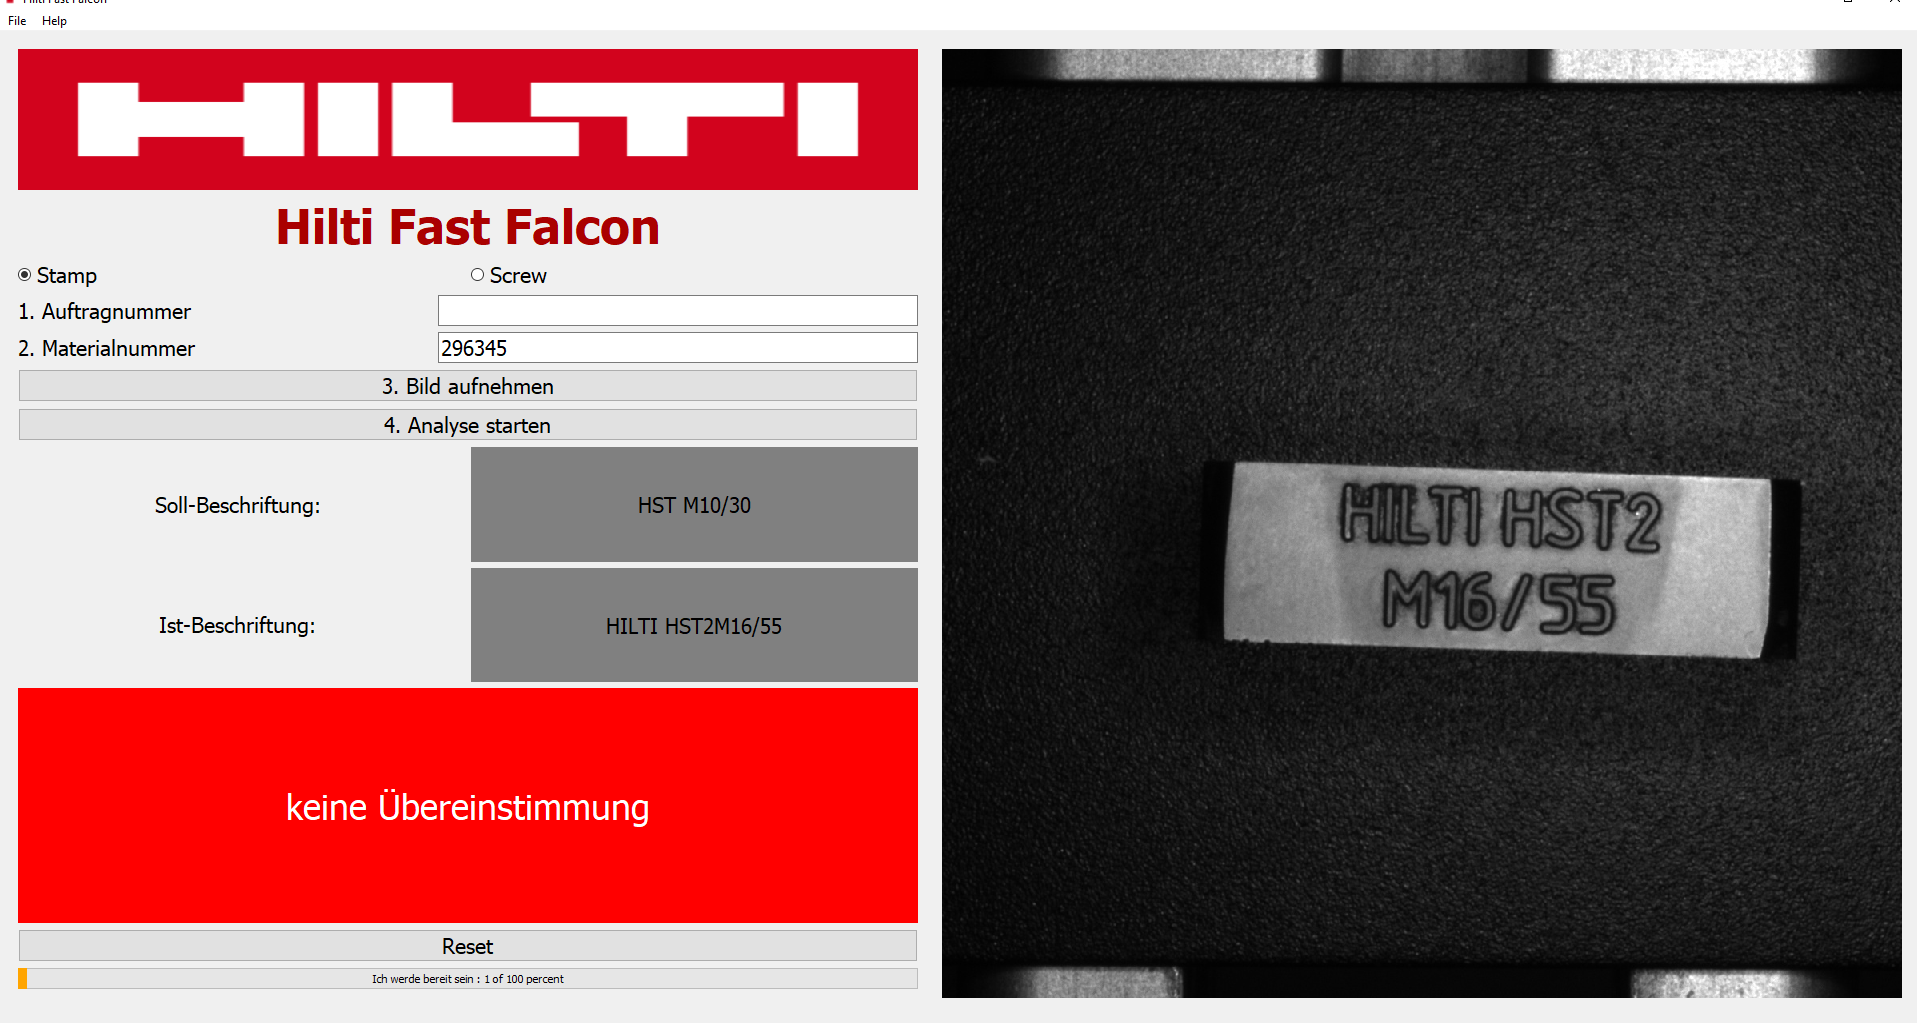 File Help
HILTI
Hilti Fast Falcon
Stamp Screw
1. Auftragnummer
2. Materialnummer 296345
3. Bild aufnehmen
4. Analyse starten
Soll-Beschriftung: HST M10/30
Ist-Beschriftung: HILTI HST2M16/55
keine Übereinstimmung
Reset
Ich werde bereit sein : 1 of 100 percent
HILTI HST2
M16/55